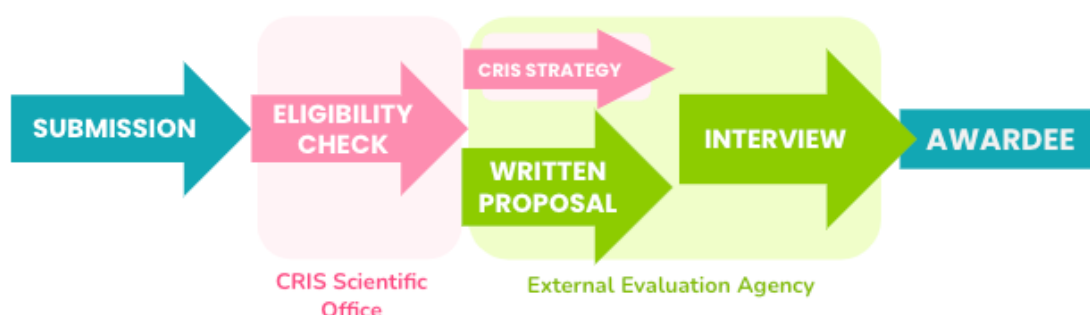 SUBMISSION
ELIGIBILITY
CHECK
CRIS STRATEGY
WRITTEN
PROPOSAL
INTERVIEW
AWARDEE
CRIS Scientific
Office
External Evaluation Agency